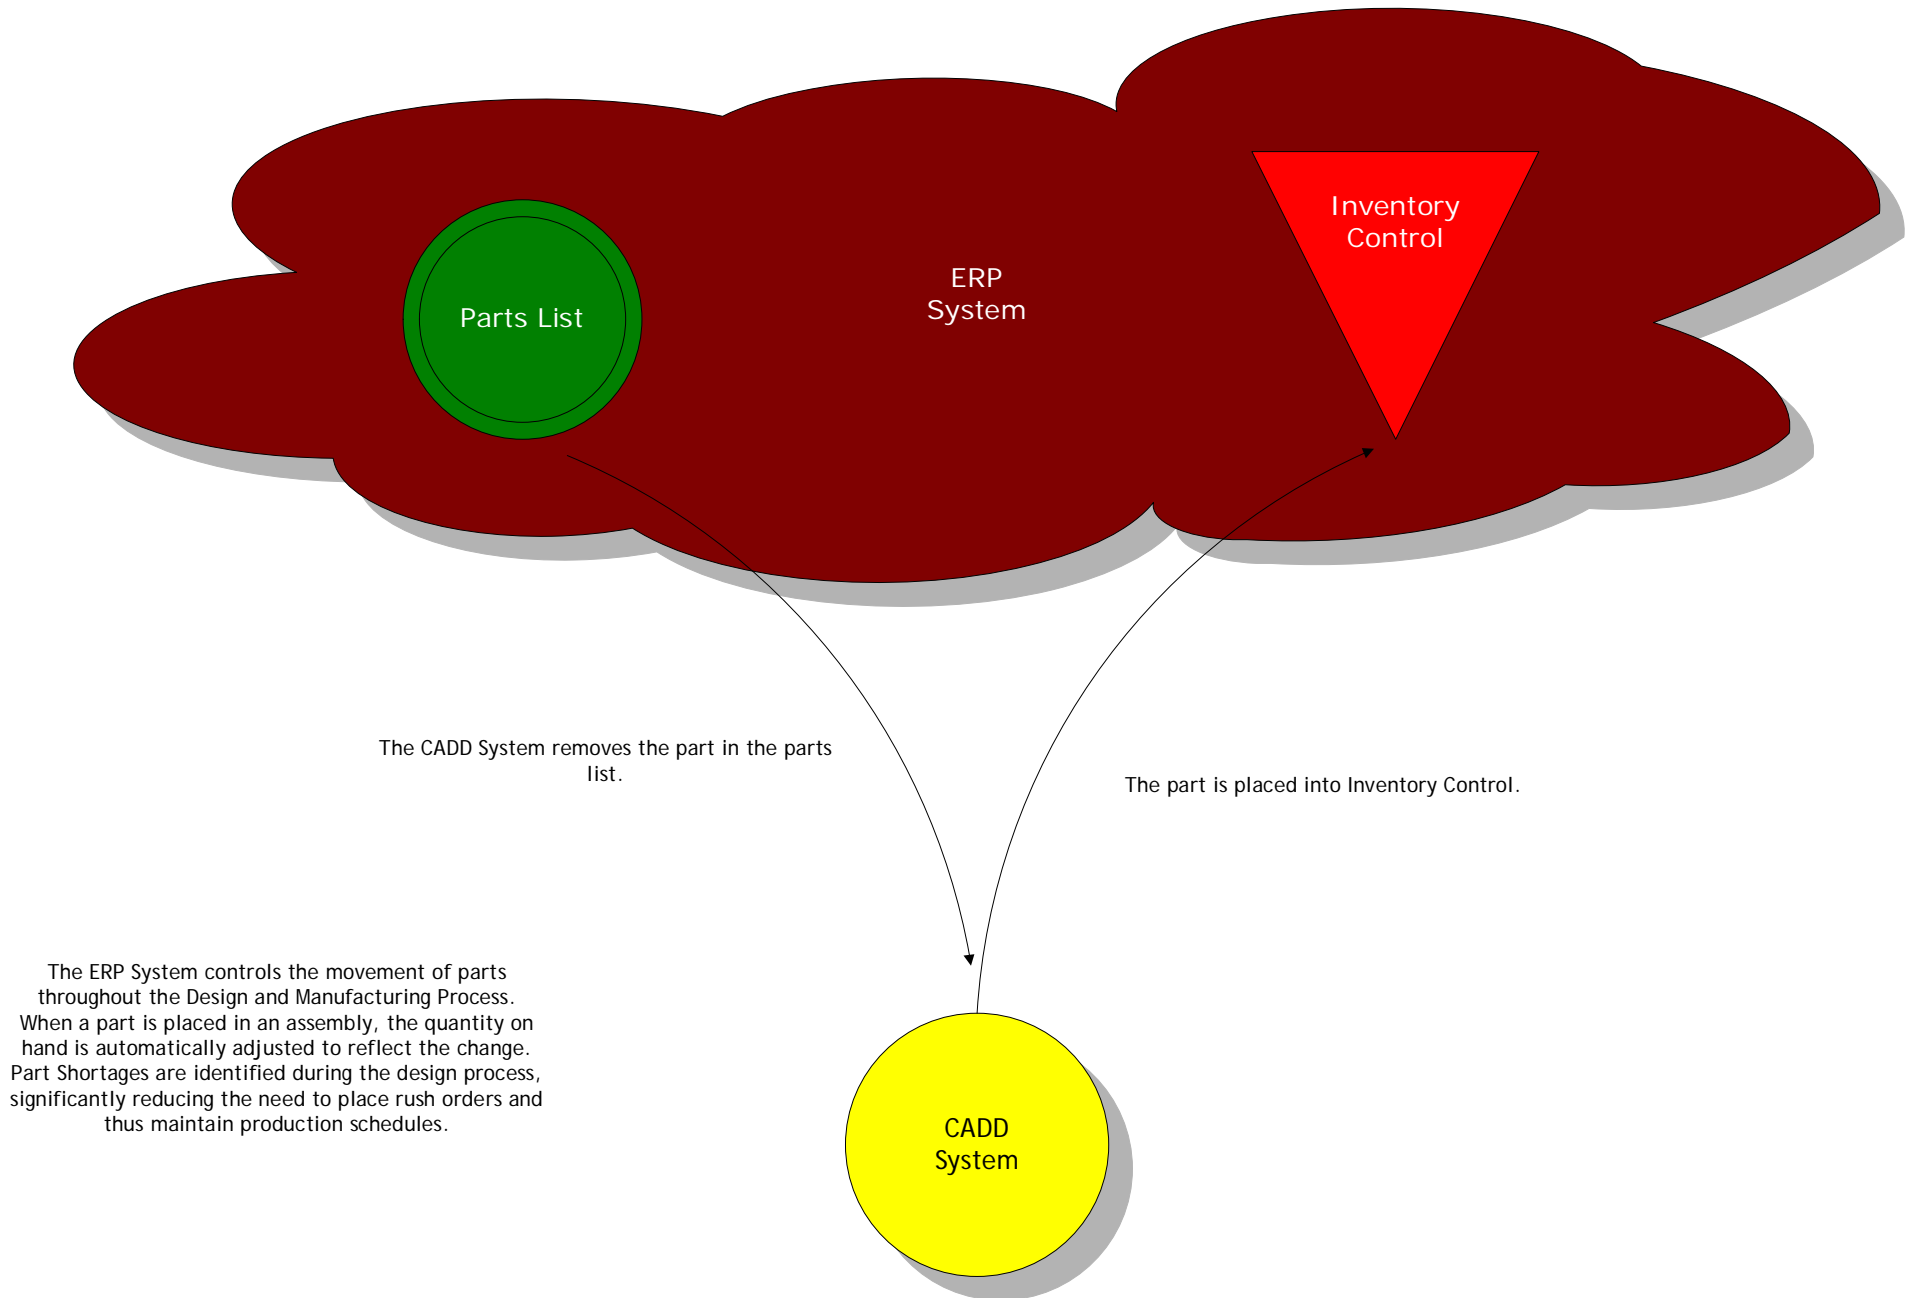 Inventory
Control
ERP
System
Parts List
The CADD System removes the part in the parts
list.
The part is placed into Inventory Control.
The ERP System controls the movement of parts
throughout the Design and Manufacturing Process.
When a part is placed in an assembly, the quantity on
hand is automatically adjusted to reflect the change.
Part Shortages are identified during the design process,
significantly reducing the need to place rush orders and
thus maintain production schedules.
CADD
System